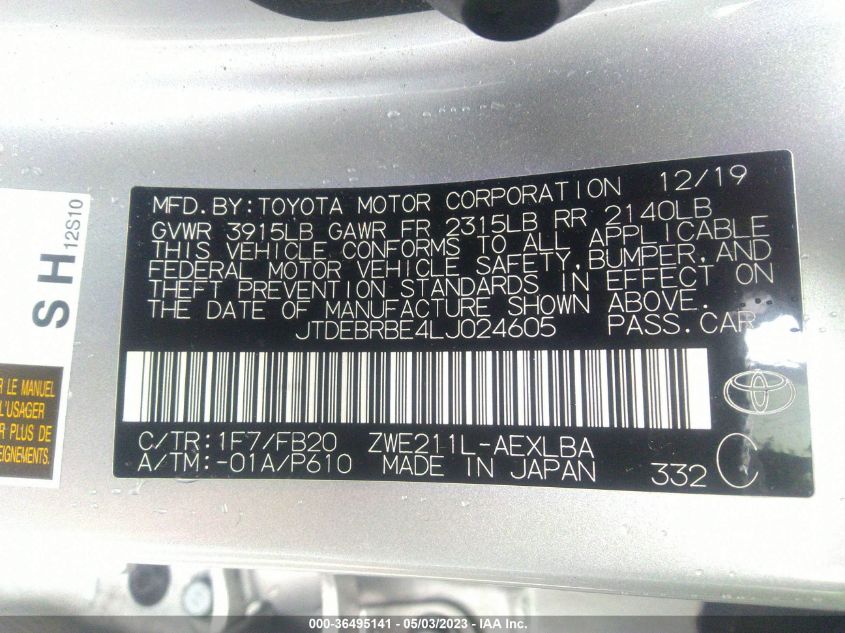 MFD.BY:TOYOTA MOTOR CORPORATION 12/19
GVWR 3915LB GAWR FR 2315LB RR 2140LB
THIS VEHICLE CONFORMS TO ALL APPLICABLE
FEDERAL MOTOR VEHICLE SAFETY,BUMPER,AND
THEFT PREVENTION STANDARDS IN EFFECT ON
THE DATE OF MANUFACTURE SHOWN ABOVE.
JTDEBRBE4LJ024605 PASS.CAR
C/TR:1F7/FB20 ZWE211L-AEXLBA
A/TM:-01A/P610 MADE IN JAPAN 332 C
SH
12S10
R LE MANUEL
L'USAGER
R PLUS DE
EIGNEMENTS.
000-36495141 - 05/03/2023 - IAA Inc.